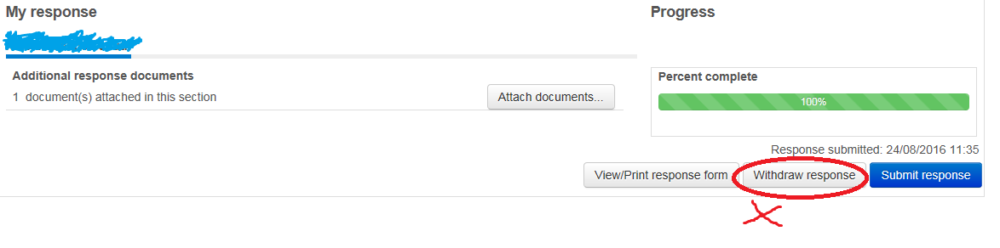 My response
Progress
Additional response documents
1 document(s) attached in this section
Attach documents...
Percent complete
100%
Response submitted: 24/08/2016 11:35
View/Print response form
Withdraw response
Submit response